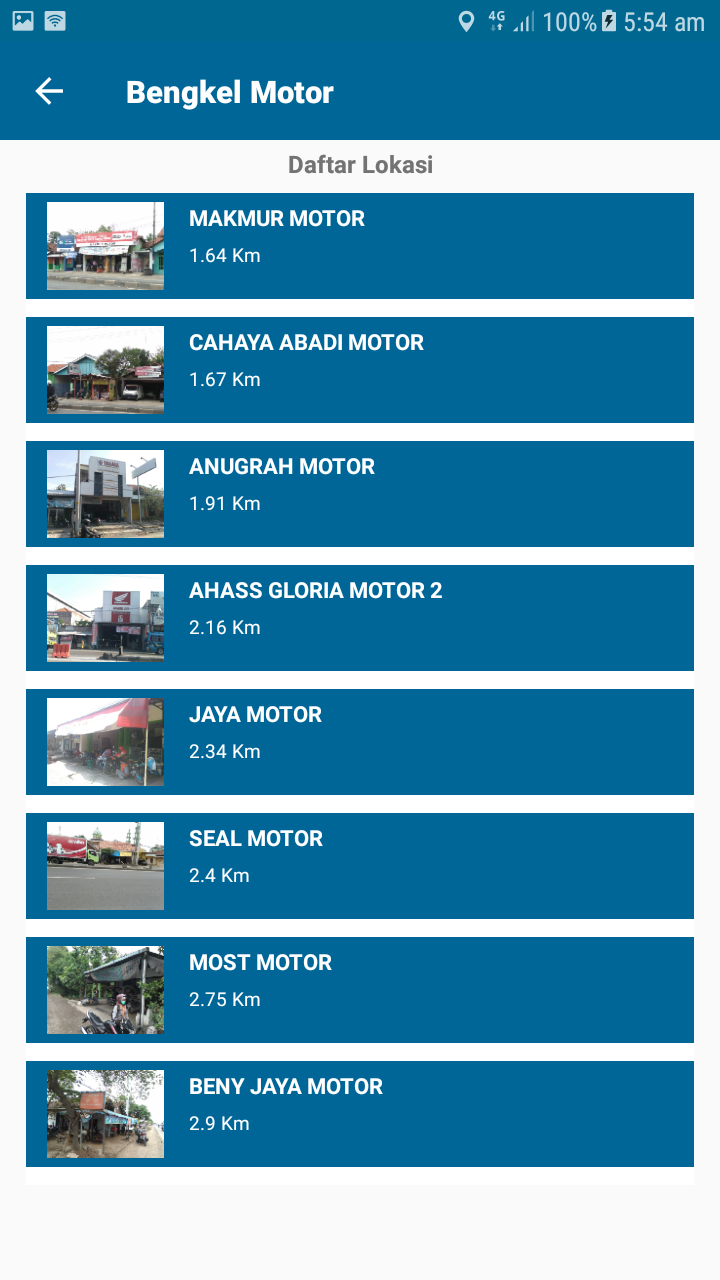 4G 100% 5:54 am
Bengkel Motor
Daftar Lokasi
MAKMUR MOTOR
1.64 Km
CAHAYA ABADI MOTOR
1.67 Km
ANUGRAH MOTOR
1.91 Km
AHASS GLORIA MOTOR 2
2.16 Km
JAYA MOTOR
2.34 Km
SEAL MOTOR
2.4 Km
MOST MOTOR
2.75 Km
BENY JAYA MOTOR
2.9 Km